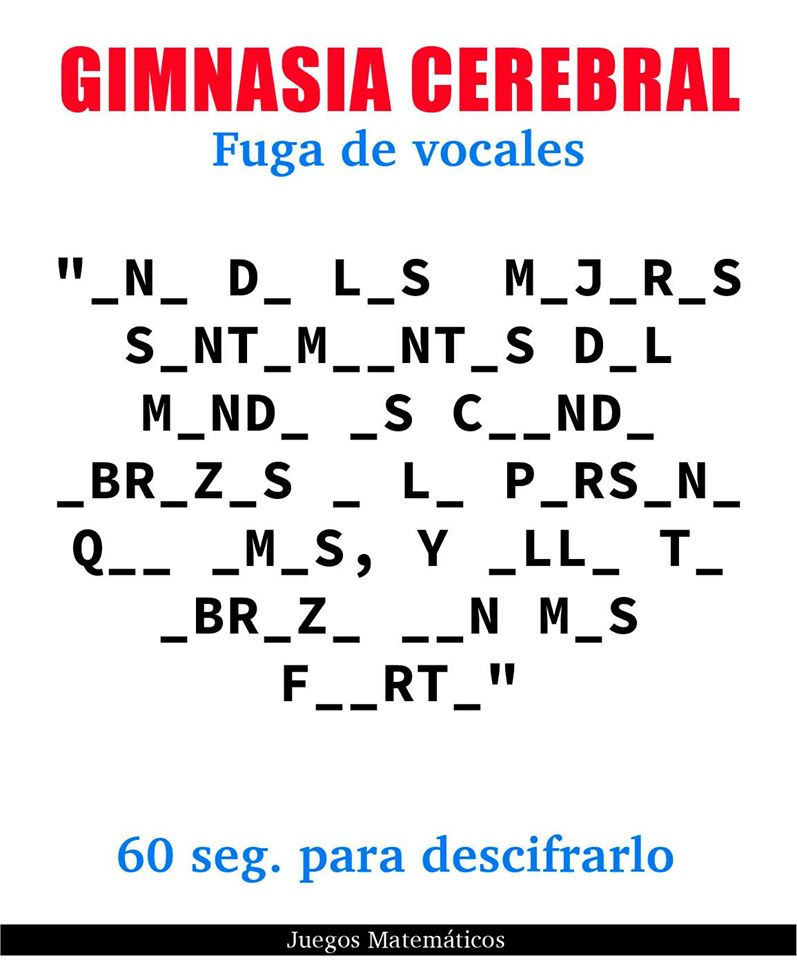 GIMNASIA CEREBRAL
Fuga de vocales
"_N_ D_ L_S M_J_R_S
S_NT_M__NT_S D_L
M_ND_ _S C__ND_
_BR_Z_S _ L_ P_RS_N_
Q__ _M_S, Y _LL_ T_
_BR_Z_ __N M_S
F__RT_"
60 seg. para descifrarlo
Juegos Matemáticos